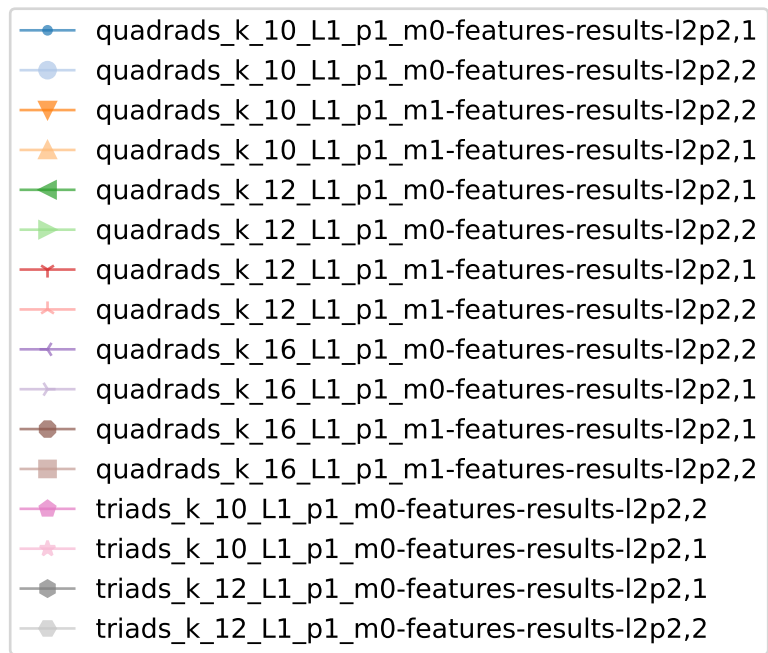 quadrads_k_10_L1_p1_m0-features-results-l2p2,1
quadrads_k_10_L1_p1_m0-features-results-l2p2,2
quadrads_k_10_L1_p1_m1-features-results-l2p2,2
quadrads_k_10_L1_p1_m1-features-results-l2p2,1
quadrads_k_12_L1_p1_m0-features-results-l2p2,1
quadrads_k_12_L1_p1_m0-features-results-l2p2,2
quadrads_k_12_L1_p1_m1-features-results-l2p2,1
quadrads_k_12_L1_p1_m1-features-results-l2p2,2
quadrads_k_16_L1_p1_m0-features-results-l2p2,2
quadrads_k_16_L1_p1_m0-features-results-l2p2,1
quadrads_k_16_L1_p1_m1-features-results-l2p2,1
quadrads_k_16_L1_p1_m1-features-results-l2p2,2
triads_k_10_L1_p1_m0-features-results-l2p2,2
triads_k_10_L1_p1_m0-features-results-l2p2,1
triads_k_12_L1_p1_m0-features-results-l2p2,1
triads_k_12_L1_p1_m0-features-results-l2p2,2